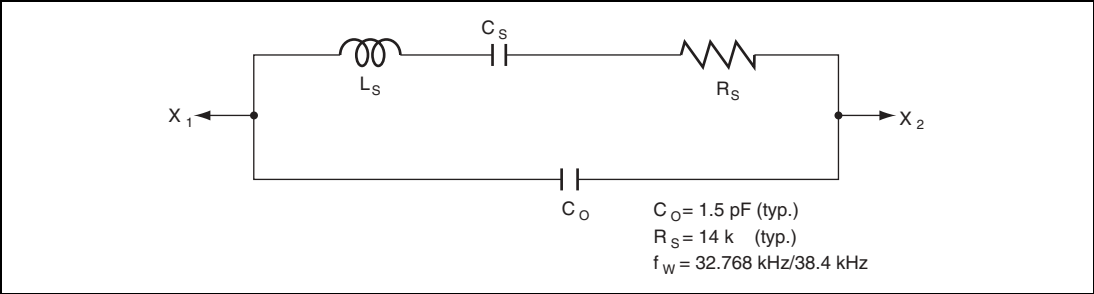 C S
L S
R S
X 1
X 2
C O
C O = 1.5 pF (typ.)
R S = 14 k (typ.)
f W = 32.768 kHz/38.4 kHz